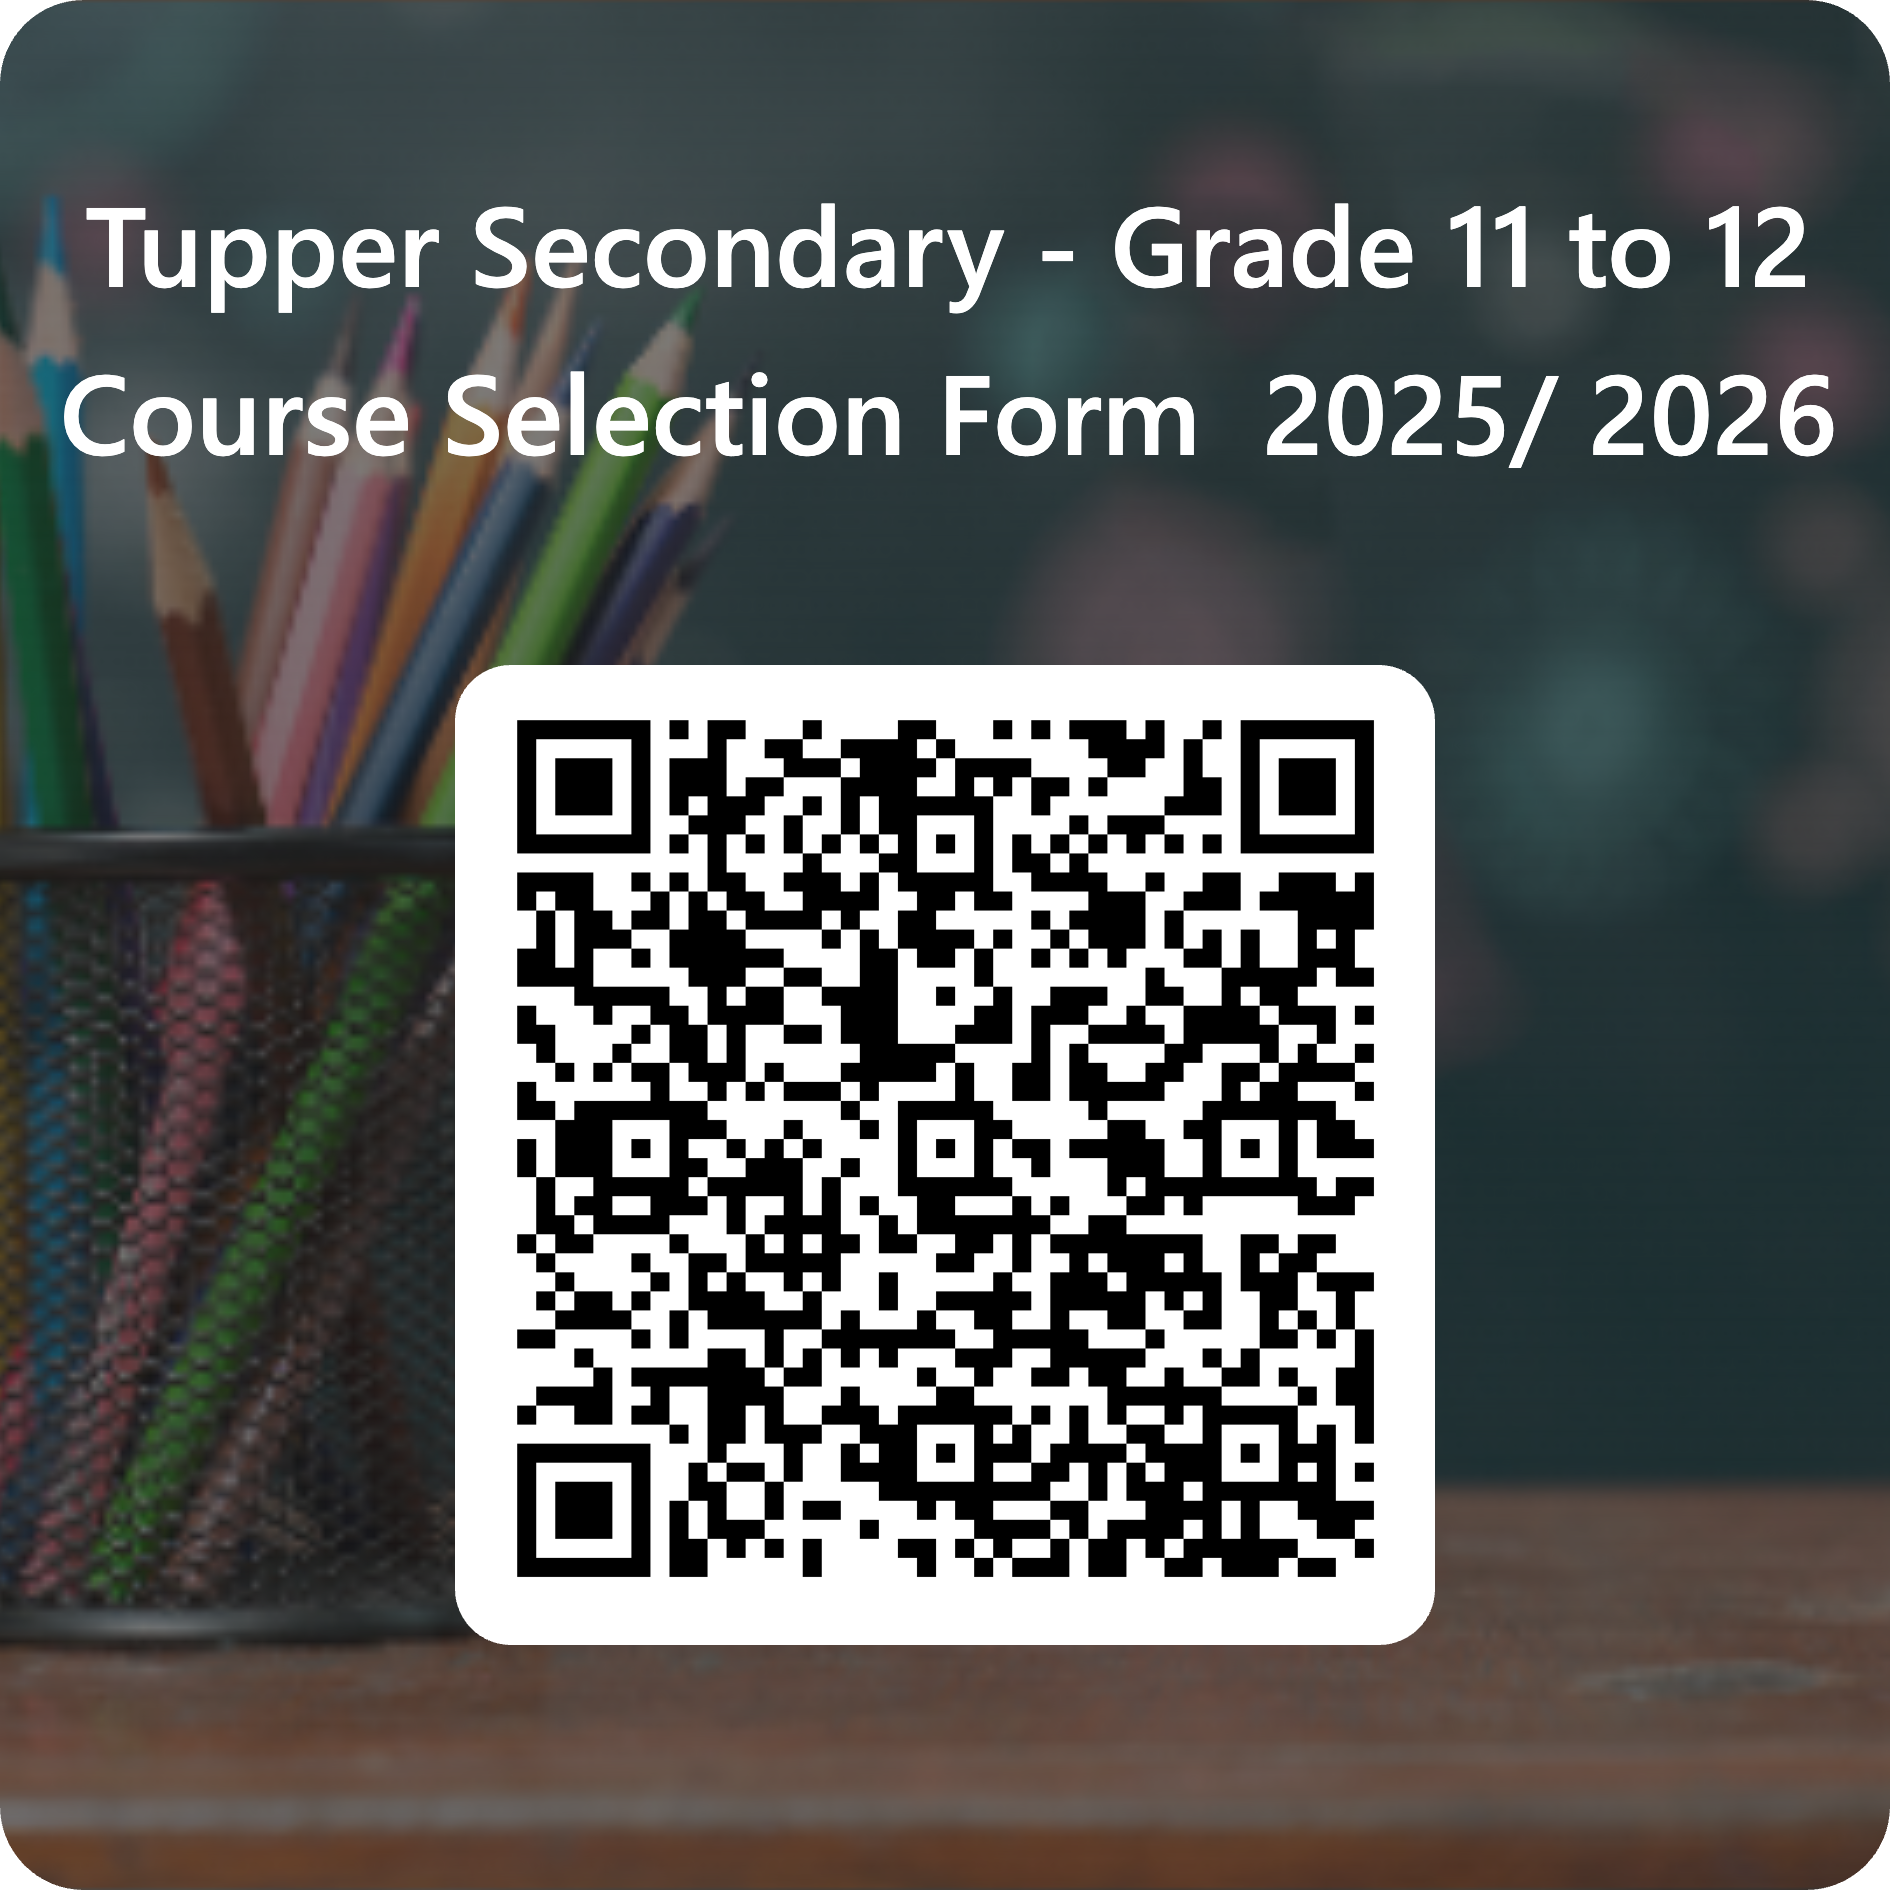 Tupper Secondary - Grade 11 to 12
Course Selection Form  2025/ 2026